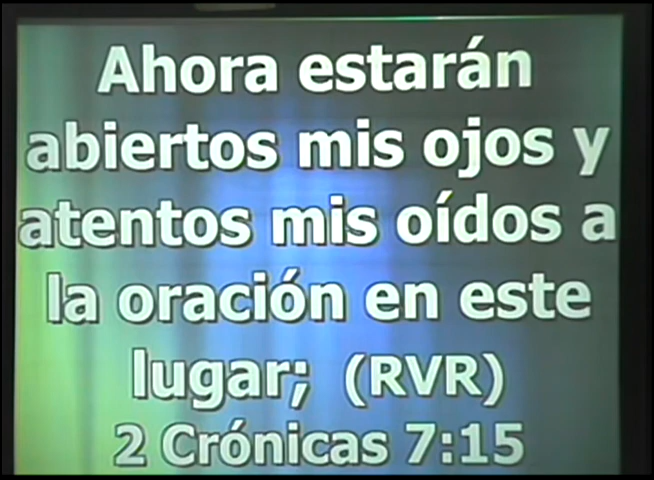 Ahora estarán
abiertos mis ojos y
atentos mis oídos a
la oración en este
lugar; (RVR)
2 Crónicas 7:15